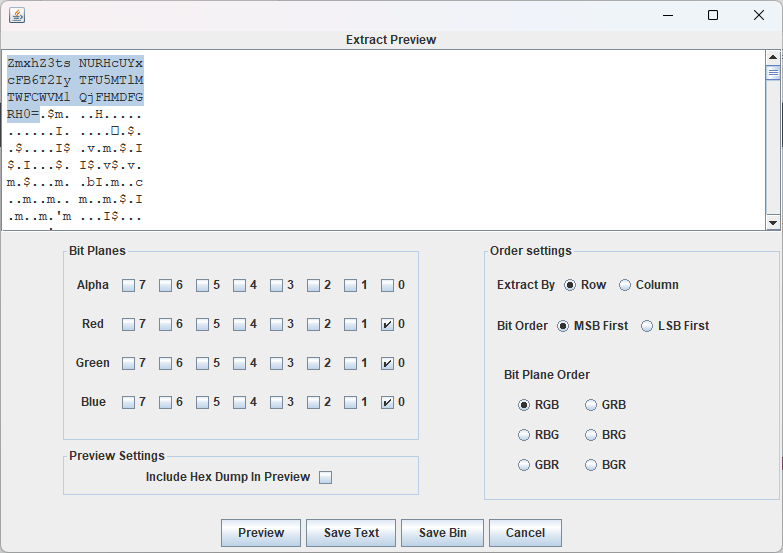 Extract Preview
ZmxhZ3ts NURHcUYx
cFB6T2Iy TFU5MTlM
TWFCWVMl QjFHMDFG
RH0=.$m. ..H.....
......I. ....□.$.
.$....I$ .v.m.$.I
$.I...$. I$.v$.v.
m.$...m. .bI.m..c
..m..m.. m..m.$.I
.m..m.'m ...I$...
Bit Planes
Alpha 7 6 5 4 3 2 1 0
Red 7 6 5 4 3 2 1 0
Green 7 6 5 4 3 2 1 0
Blue 7 6 5 4 3 2 1 0
Preview Settings
Include Hex Dump In Preview
Order settings
Extract By Row Column
Bit Order MSB First LSB First
Bit Plane Order
RGB GRB
RBG BRG
GBR BGR
Preview Save Text Save Bin Cancel